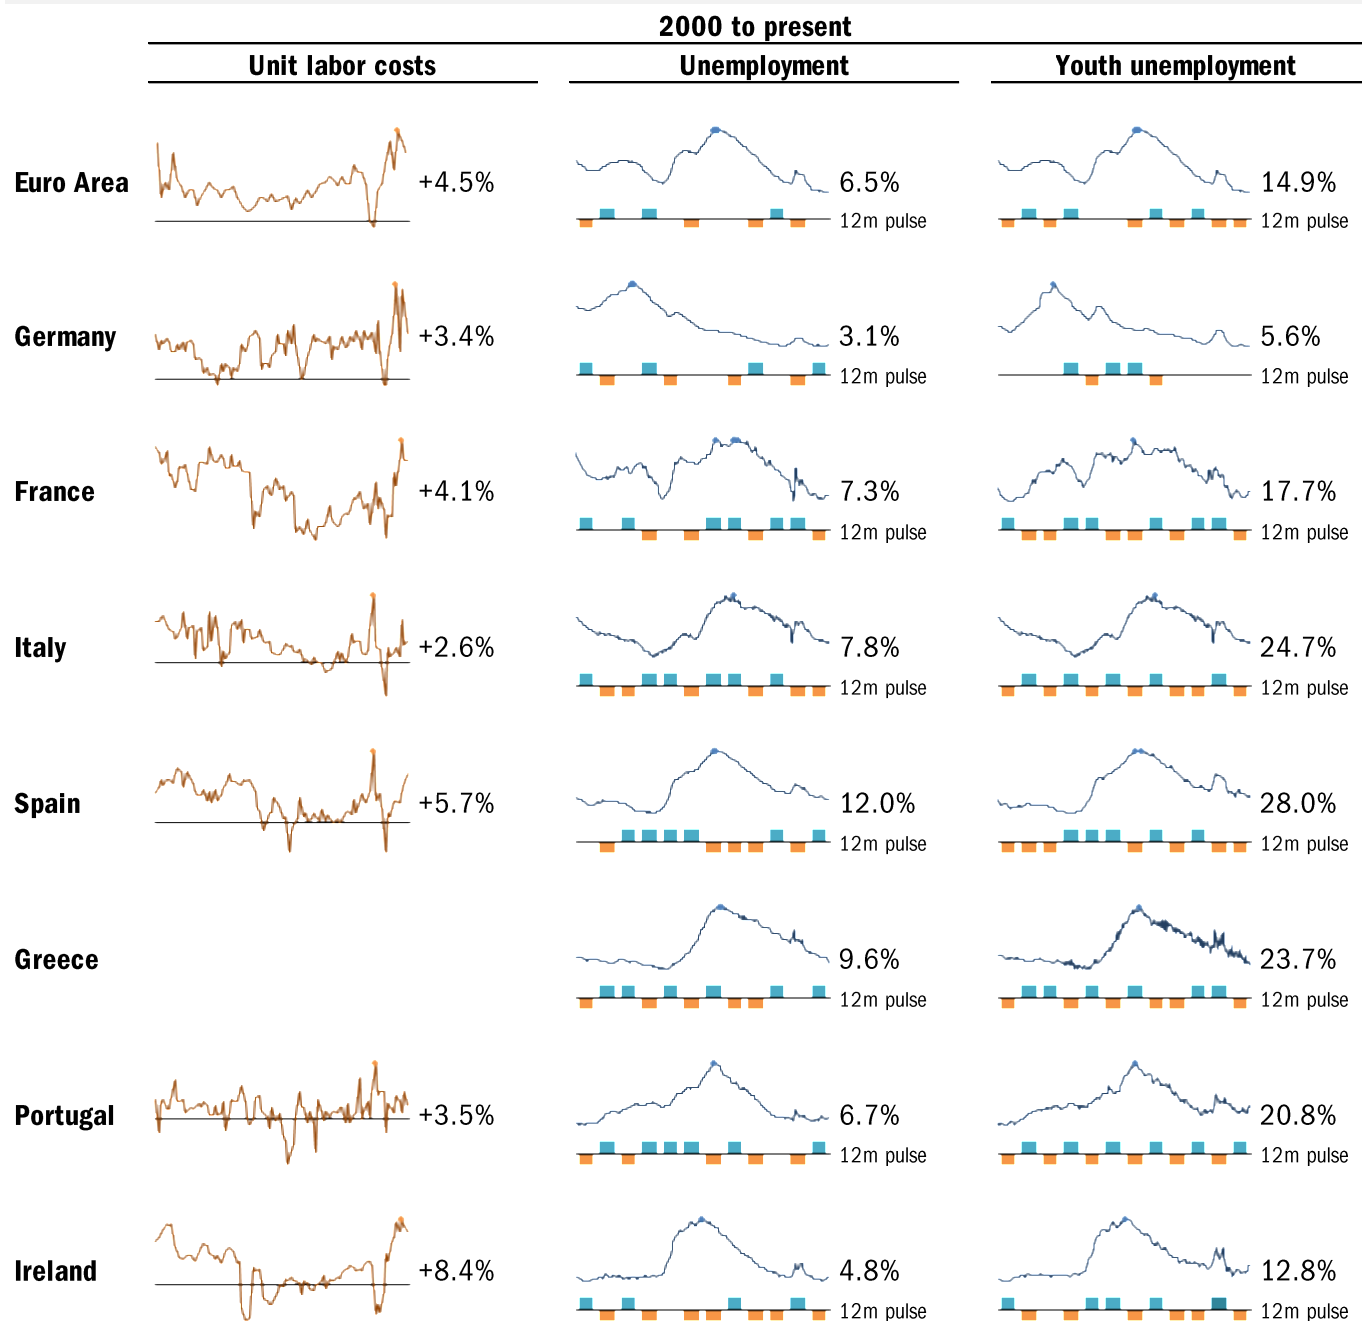 2000 to present
Unit labor costs Unemployment Youth unemployment
Euro Area +4.5% 6.5% 14.9%
12m pulse 12m pulse
Germany +3.4% 3.1% 5.6%
12m pulse 12m pulse
France +4.1% 7.3% 17.7%
12m pulse 12m pulse
Italy +2.6% 7.8% 24.7%
12m pulse 12m pulse
Spain +5.7% 12.0% 28.0%
12m pulse 12m pulse
Greece 9.6% 23.7%
12m pulse 12m pulse
Portugal +3.5% 6.7% 20.8%
12m pulse 12m pulse
Ireland +8.4% 4.8% 12.8%
12m pulse 12m pulse